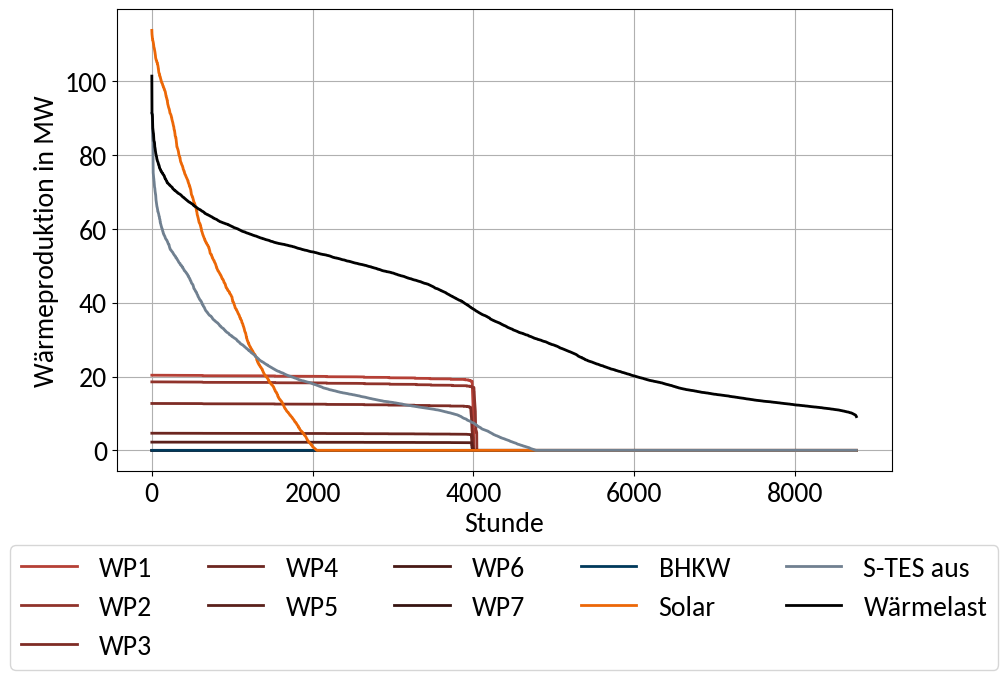 100
80
60
40
20
0
Wärmeproduktion in MW
0 2000 4000 6000 8000
Stunde
WP1 WP4 WP6 BHKW S-TES aus
WP2 WP5 WP7 Solar Wärmelast
WP3